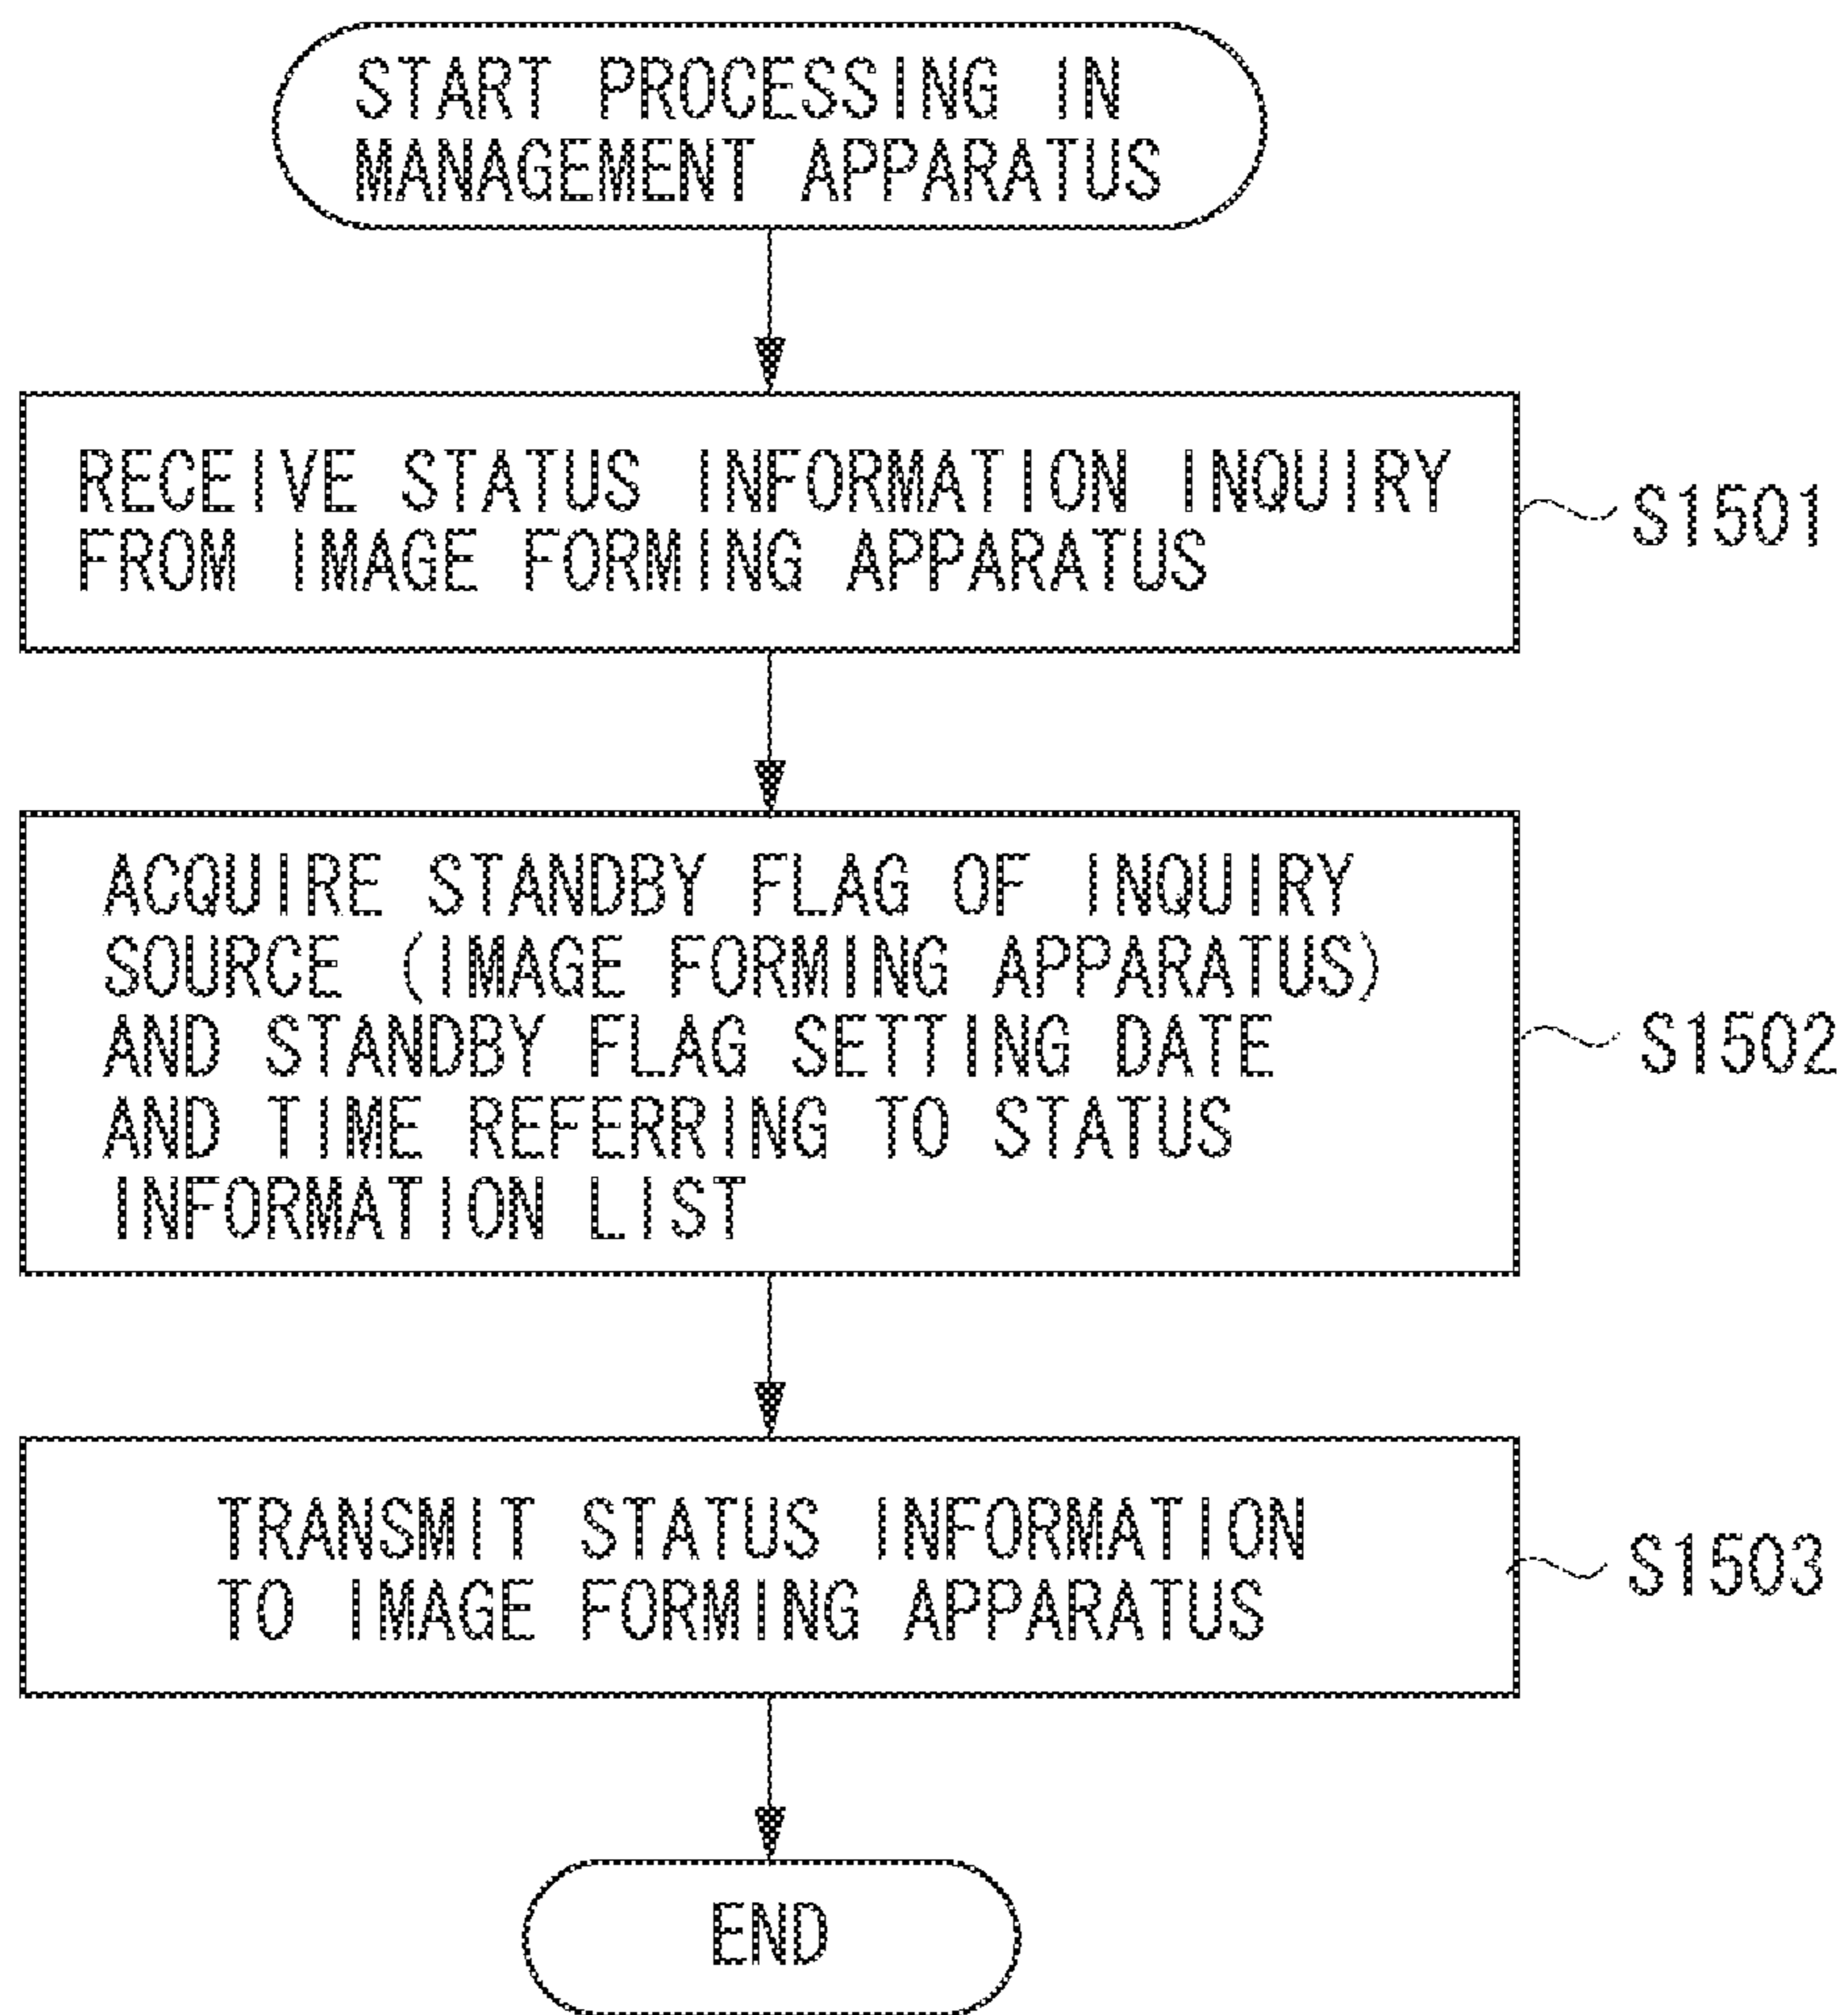 START PROCESSING IN
MANAGEMENT APPARATUS
RECEIVE STATUS INFORMATION INQUIRY
FROM IMAGE FORMING APPARATUS
S1501
ACQUIRE STANDBY FLAG OF INQUIRY
SOURCE (IMAGE FORMING APPARATUS)
AND STANDBY FLAG SETTING DATE
AND TIME REFERRING TO STATUS
INFORMATION LIST
S1502
TRANSMIT STATUS INFORMATION
TO IMAGE FORMING APPARATUS
S1503
END